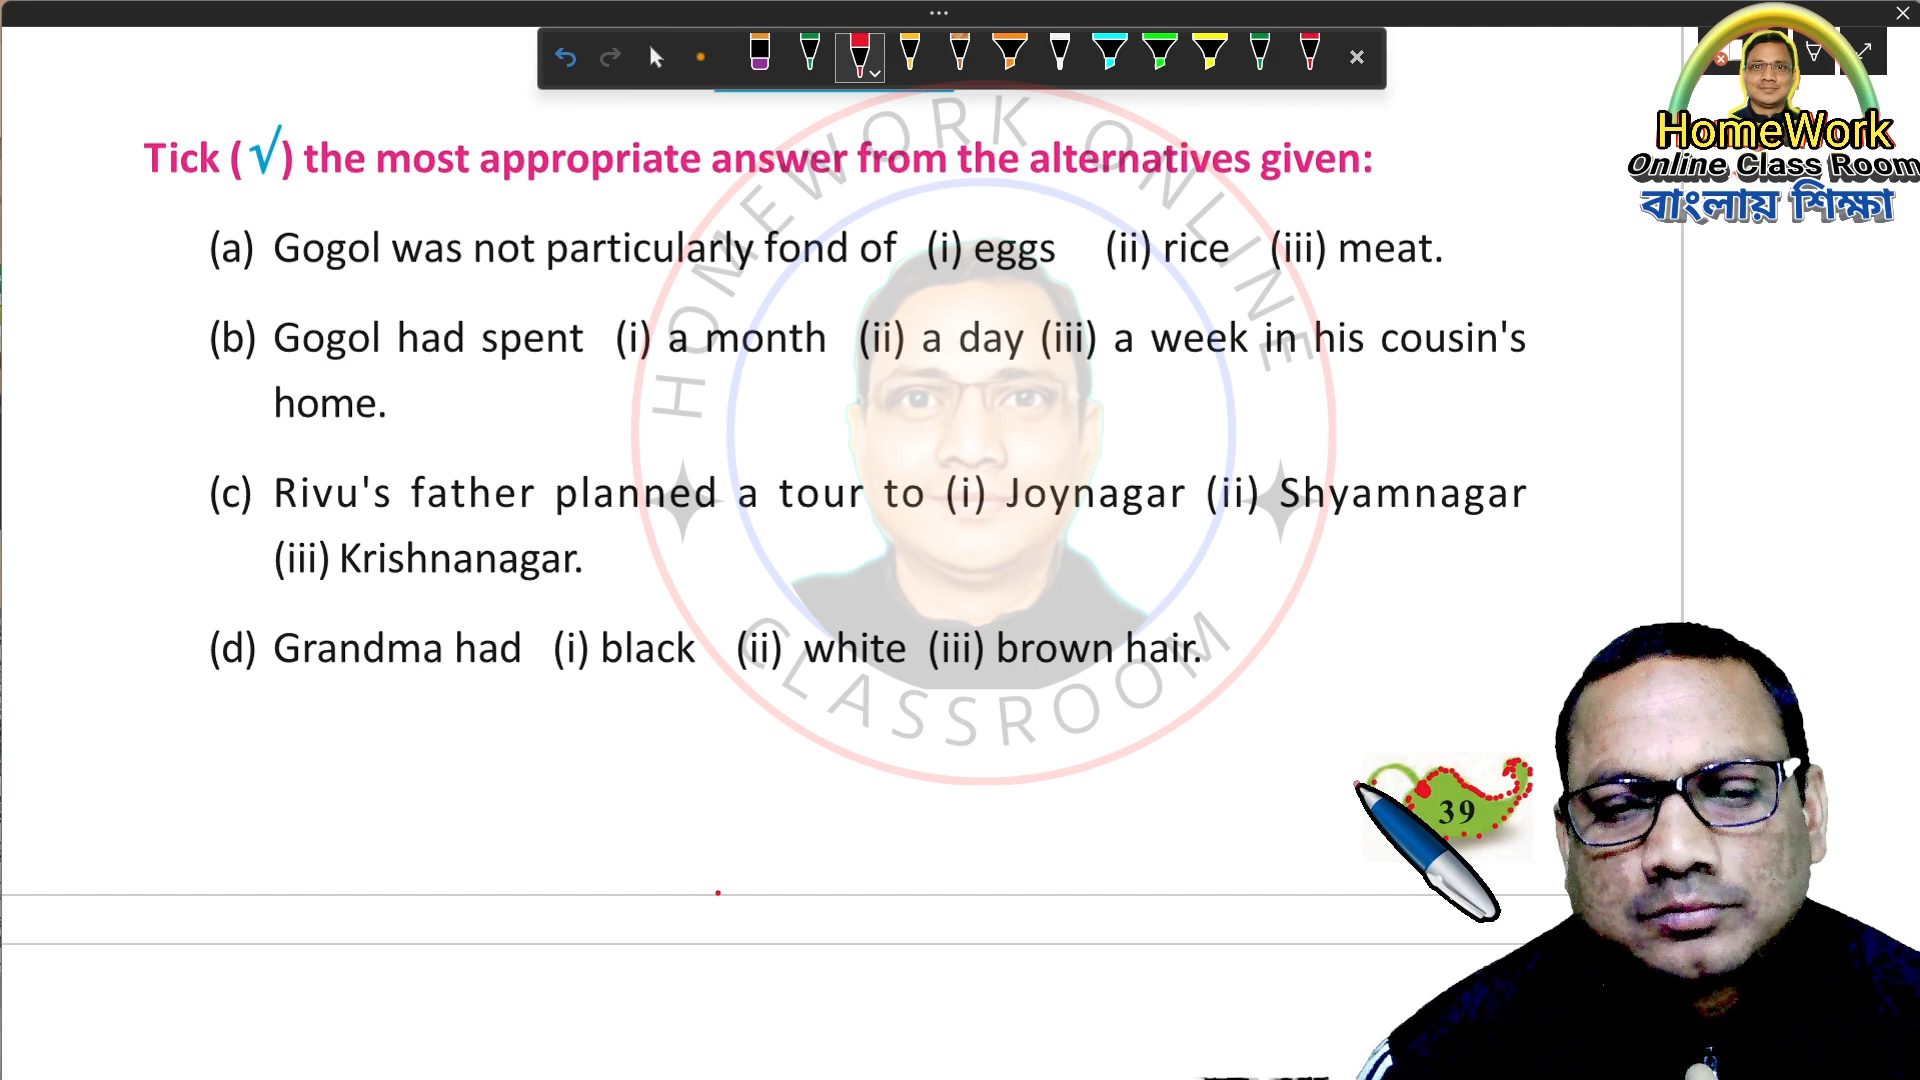 HomeWork
Online Class Room
বাংলায় শিক্ষা
Tick (√) the most appropriate answer from the alternatives given:
(a) Gogol was not particularly fond of (i) eggs (ii) rice (iii) meat.
(b) Gogol had spent (i) a month (ii) a day (iii) a week in his cousin's
home.
(c) Rivu's father planned a tour to (i) Joynagar (ii) Shyamnagar
(iii) Krishnanagar.
(d) Grandma had (i) black (ii) white (iii) brown hair.
HOMEWORK ONLINE
CLASSROOM
39